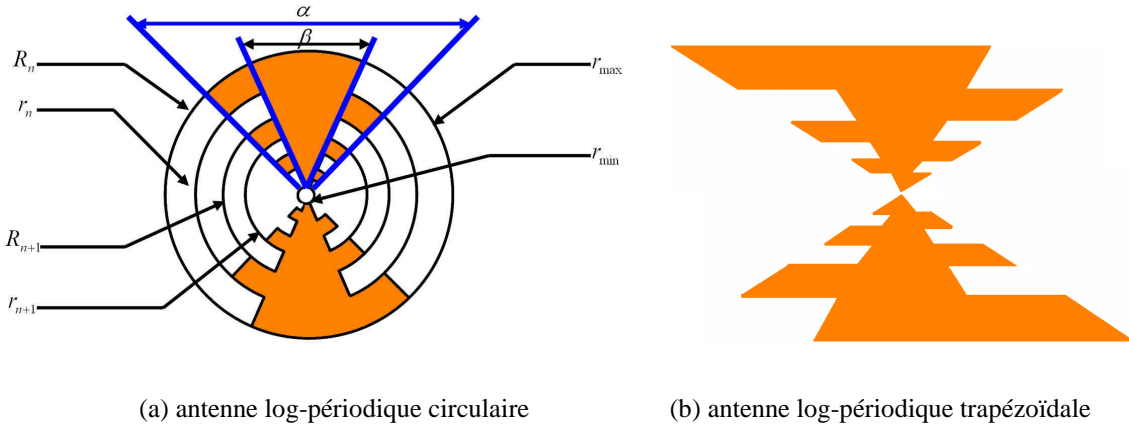 α
β
R_n
r_n
r_max
r_min
R_{n+1}
r_{n+1}
(a) antenne log-périodique circulaire
(b) antenne log-périodique trapézoïdale